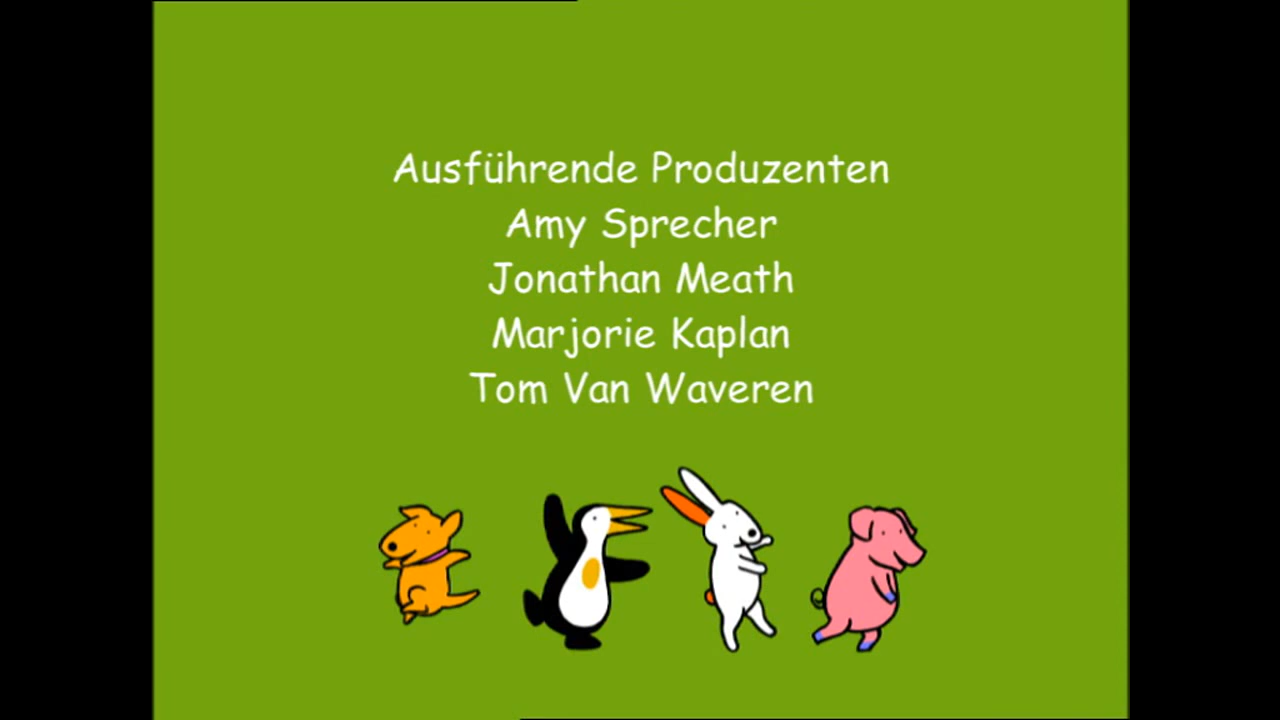 Ausführende Produzenten
Amy Sprecher
Jonathan Meath
Marjorie Kaplan
Tom Van Waveren